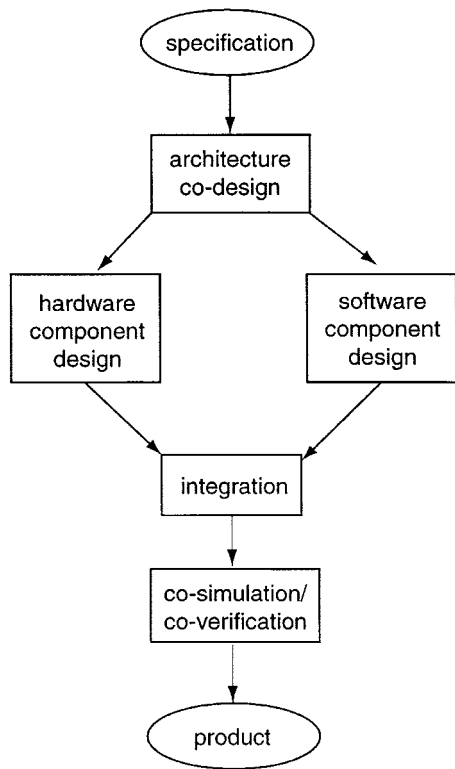 specification
architecture
co-design
hardware
component
design
software
component
design
integration
co-simulation/
co-verification
product